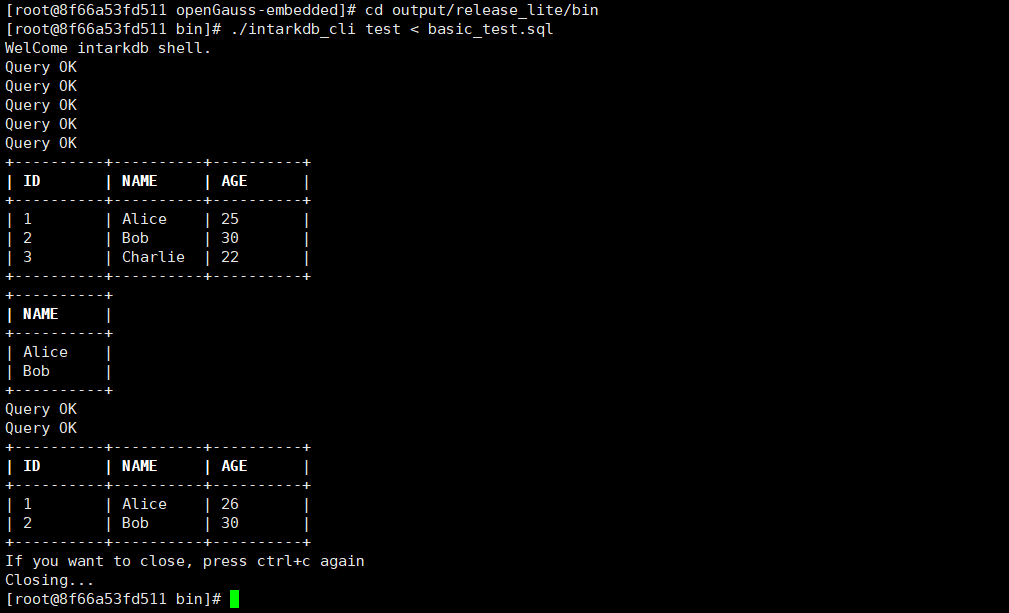 [root@8f66a53fd511 openGauss-embedded]# cd output/release_lite/bin
[root@8f66a53fd511 bin]# ./intarkdb_cli test < basic_test.sql
WelCome intarkdb shell.
Query OK
Query OK
Query OK
Query OK
Query OK
+----------+----------+----------+
| ID       | NAME     | AGE      |
+----------+----------+----------+
| 1        | Alice    | 25       |
| 2        | Bob      | 30       |
| 3        | Charlie  | 22       |
+----------+----------+----------+
+----------+
| NAME     |
+----------+
| Alice    |
| Bob      |
+----------+
Query OK
Query OK
+----------+----------+----------+
| ID       | NAME     | AGE      |
+----------+----------+----------+
| 1        | Alice    | 26       |
| 2        | Bob      | 30       |
+----------+----------+----------+
If you want to close, press ctrl+c again
Closing...
[root@8f66a53fd511 bin]#